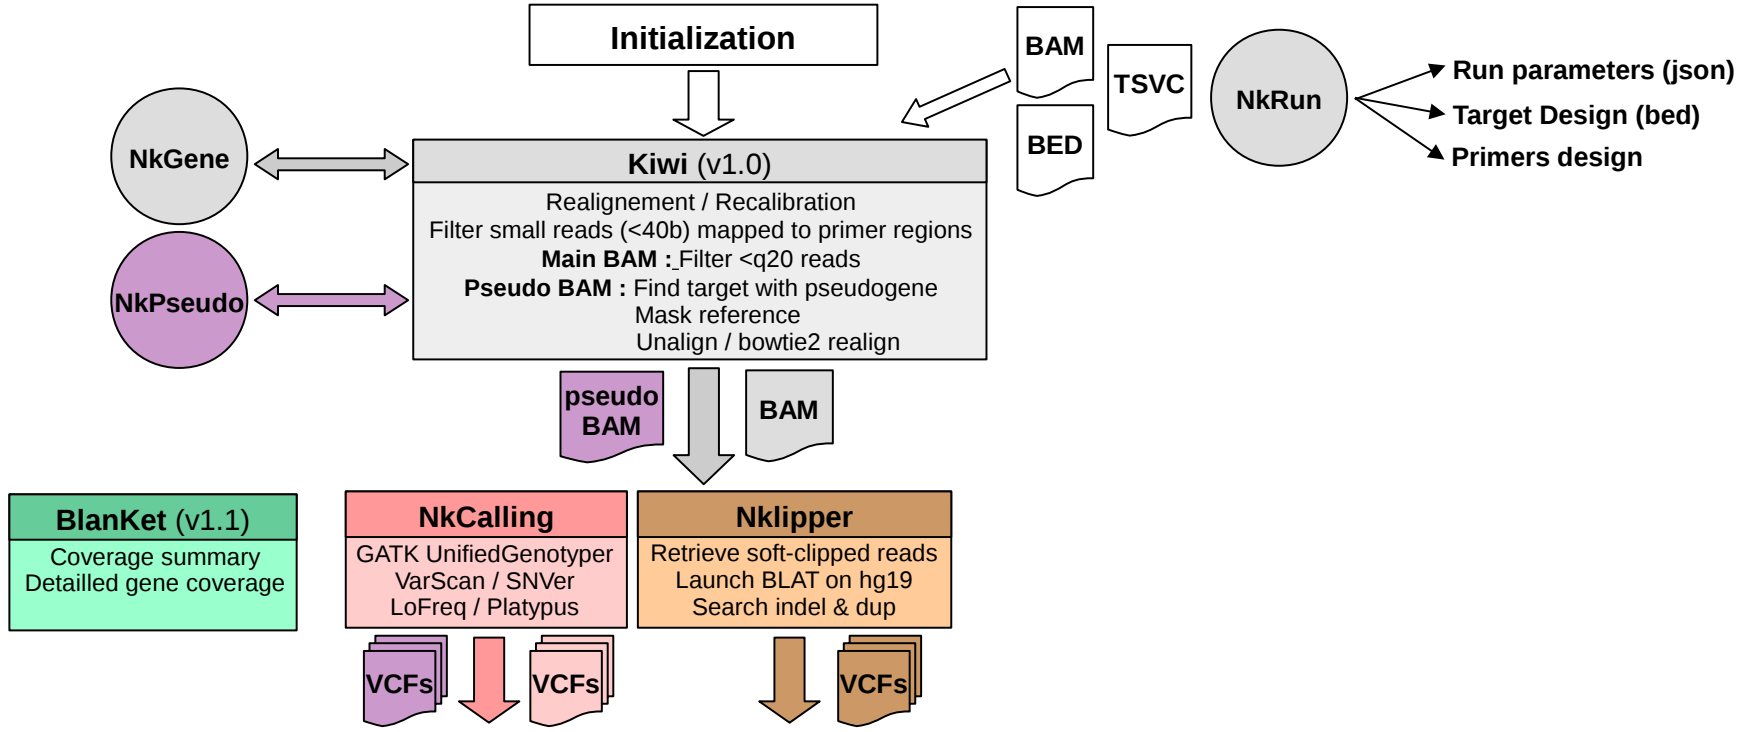 Initialization
BAM
TSVC
BED
NkRun
Run parameters (json)
Target Design (bed)
Primers design
NkGene
NkPseudo
Kiwi (v1.0)
Realignement / Recalibration
Filter small reads (<40b) mapped to primer regions
Main BAM : Filter <q20 reads
Pseudo BAM : Find target with pseudogene
Mask reference
Unalign / bowtie2 realign
pseudo
BAM
BAM
BlanKet (v1.1)
Coverage summary
Detailled gene coverage
NkCalling
GATK UnifiedGenotyper
VarScan / SNVer
LoFreq / Platypus
Nklipper
Retrieve soft-clipped reads
Launch BLAT on hg19
Search indel & dup
VCFs
VCFs
VCFs